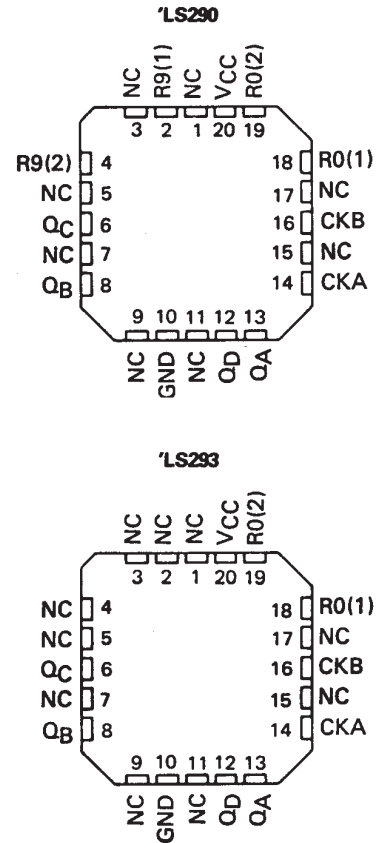 'LS290
NC R9(1) NC VCC R0(2)
3 2 1 20 19
R9(2) 4 18 R0(1)
NC 5 17 NC
QC 6 16 CKB
NC 7 15 NC
QB 8 14 CKA
9 10 11 12 13
NC GND NC QD QA
'LS293
NC NC NC VCC R0(2)
3 2 1 20 19
NC 4 18 R0(1)
NC 5 17 NC
QC 6 16 CKB
NC 7 15 NC
QB 8 14 CKA
9 10 11 12 13
NC GND NC QD QA